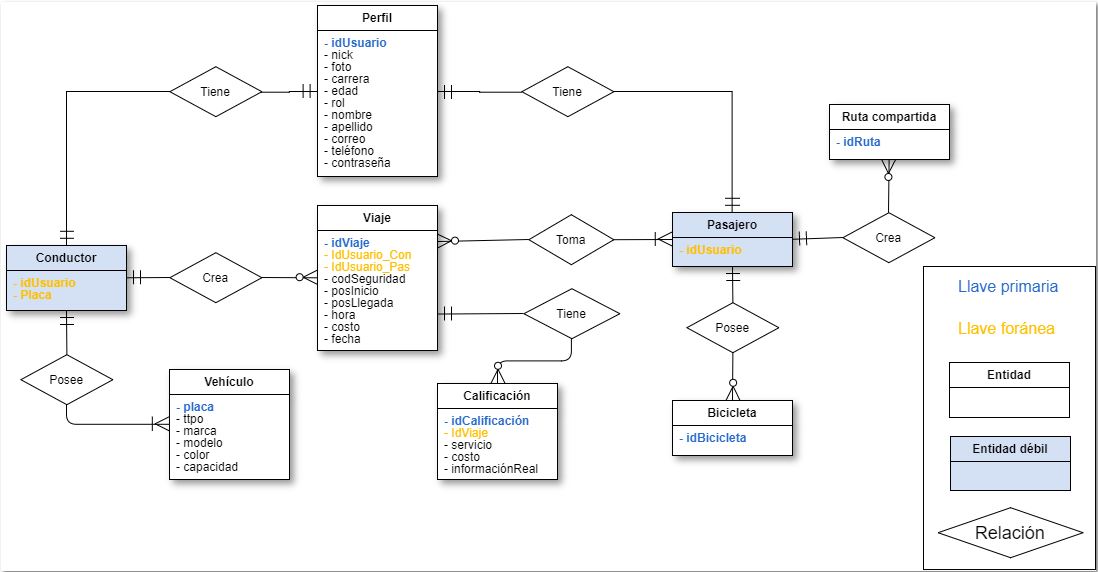 Perfil
- idUsuario
- nick
- foto
- carrera
- edad
- rol
- nombre
- apellido
- correo
- teléfono
- contraseña
Tiene
Tiene
Ruta compartida
- idRuta
Crea
Conductor
- idUsuario
- Placa
Crea
Viaje
- idViaje
- IdUsuario_Con
- IdUsuario_Pas
- codSeguridad
- posInicio
- posLlegada
- hora
- costo
- fecha
Toma
Pasajero
- idUsuario
Tiene
Posee
Posee
Vehículo
- placa
- ttpo
- marca
- modelo
- color
- capacidad
Calificación
- idCalificación
- IdViaje
- servicio
- costo
- informaciónReal
Bicicleta
- idBicicleta
Llave primaria
Llave foránea
Entidad
Entidad débil
Relación